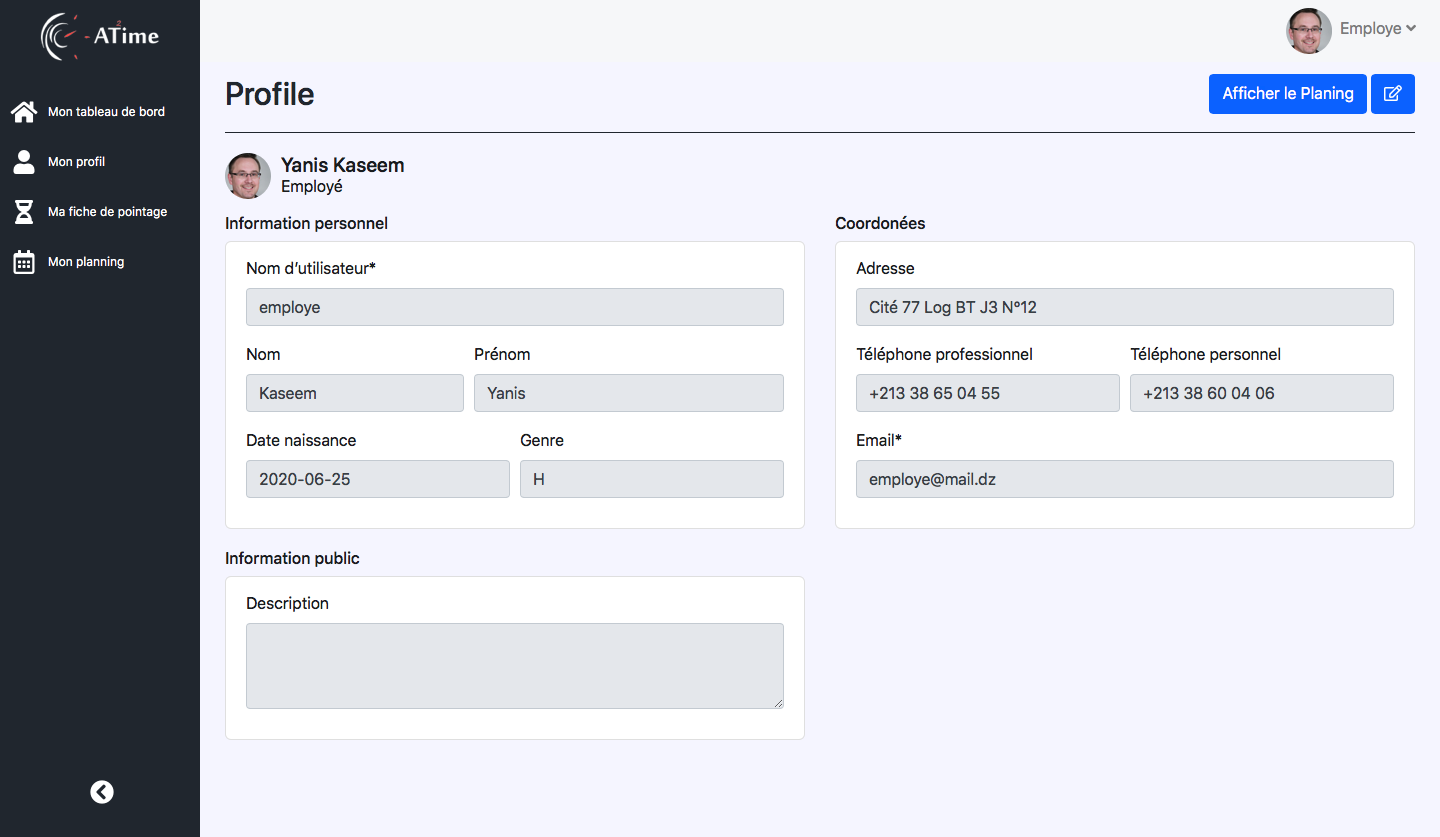 ATime
2
Mon tableau de bord
Mon profil
Ma fiche de pointage
Mon planning
Employe
Profile
Afficher le Planing
Yanis Kaseem
Employé
Information personnel
Nom d'utilisateur*
employe
Nom Prénom
Kaseem Yanis
Date naissance Genre
2020-06-25 H
Coordonées
Adresse
Cité 77 Log BT J3 N°12
Téléphone professionnel Téléphone personnel
+213 38 65 04 55 +213 38 60 04 06
Email*
employe@mail.dz
Information public
Description